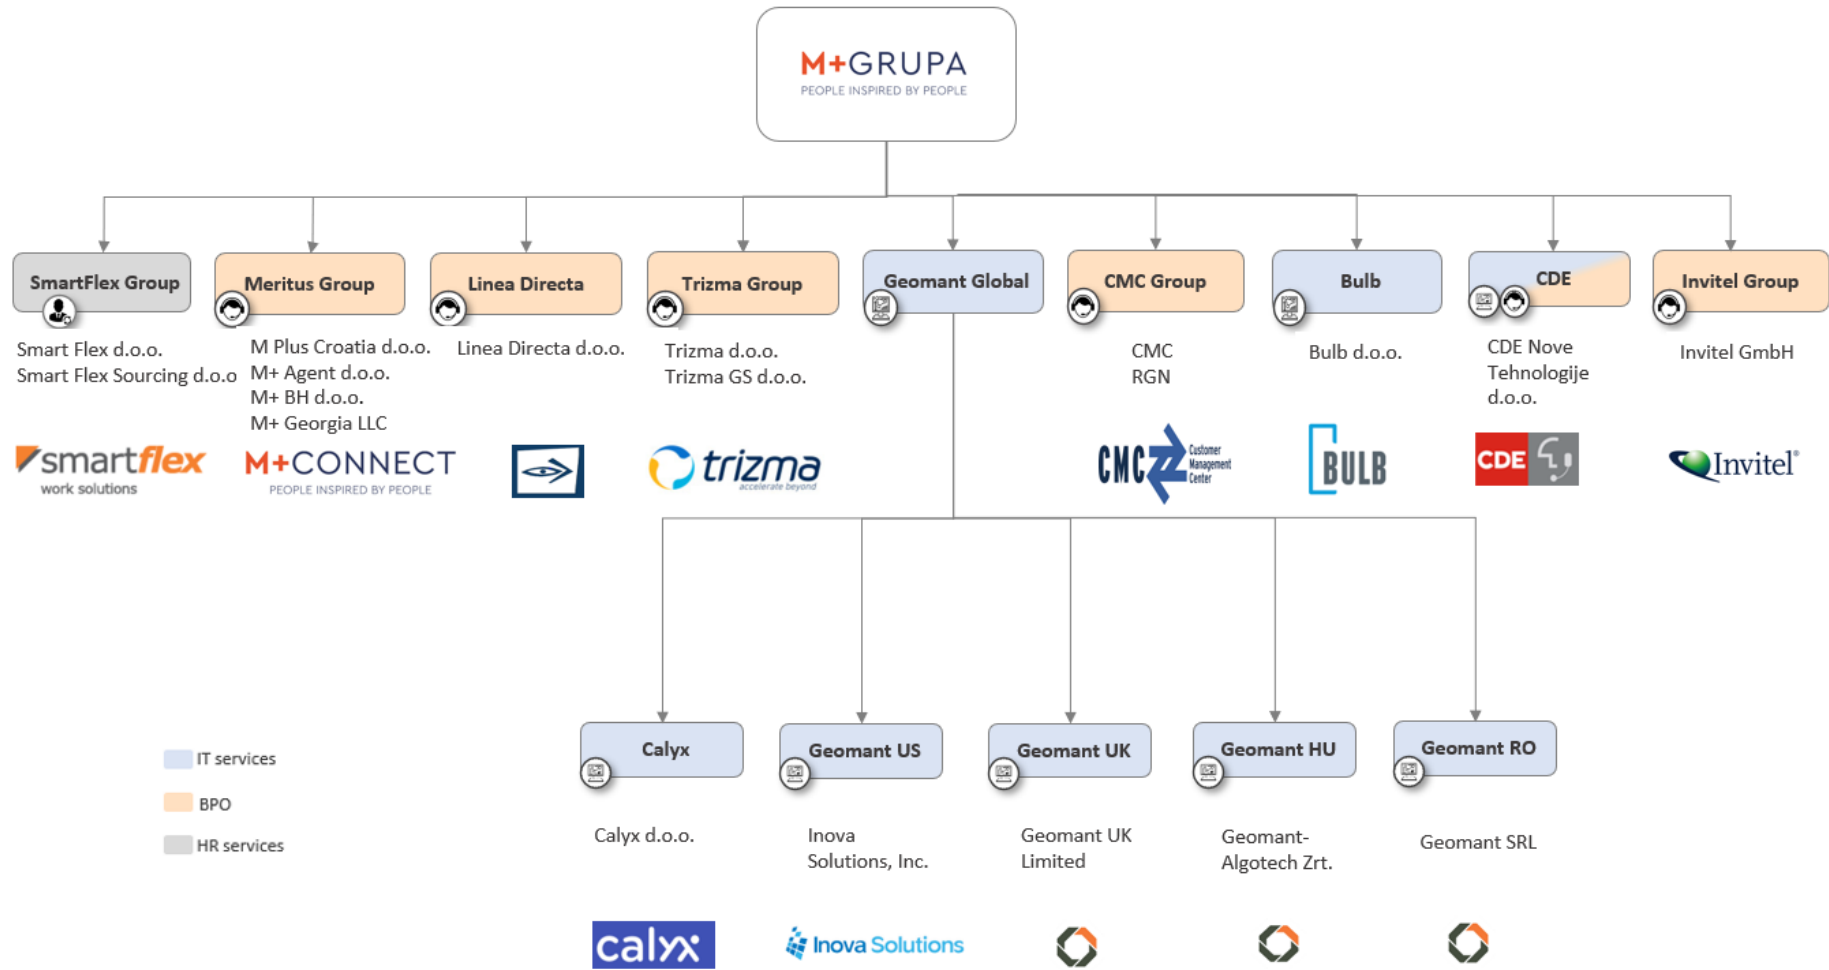 M+GRUPA
PEOPLE INSPIRED BY PEOPLE
SmartFlex Group
Smart Flex d.o.o.
Smart Flex Sourcing d.o.o
smartflex
work solutions
Meritus Group
M Plus Croatia d.o.o.
M+ Agent d.o.o.
M+ BH d.o.o.
M+ Georgia LLC
M+CONNECT
PEOPLE INSPIRED BY PEOPLE
Linea Directa
Linea Directa d.o.o.
Trizma Group
Trizma d.o.o.
Trizma GS d.o.o.
trizma
accelerate beyond
Geomant Global
CMC Group
CMC
RGN
CMC
Customer
Management
Center
Bulb
Bulb d.o.o.
BULB
CDE
CDE Nove
Tehnologije
d.o.o.
CDE
Invitel Group
Invitel GmbH
Invitel®
Calyx
Calyx d.o.o.
calyx
Geomant US
Inova
Solutions, Inc.
Inova Solutions
Geomant UK
Geomant UK
Limited
Geomant HU
Geomant-
Algotech Zrt.
Geomant RO
Geomant SRL
IT services
BPO
HR services